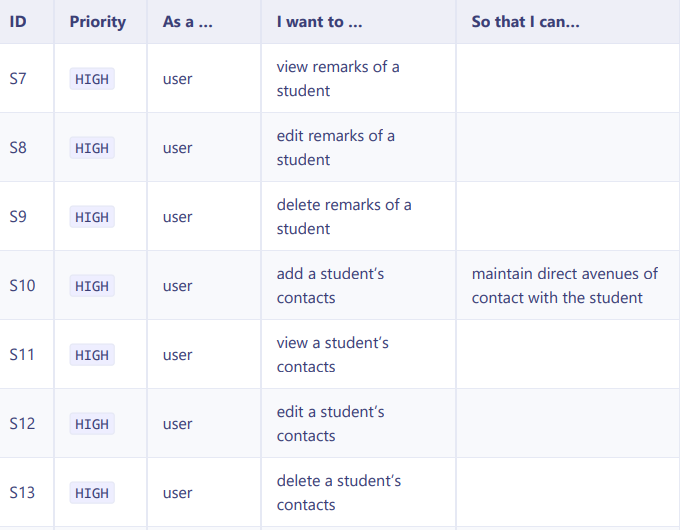 ID Priority As a ... I want to ... So that I can...
S7 HIGH user view remarks of a
student
S8 HIGH user edit remarks of a
student
S9 HIGH user delete remarks of a
student
S10 HIGH user add a student’s maintain direct avenues of
contacts contact with the student
S11 HIGH user view a student’s
contacts
S12 HIGH user edit a student’s
contacts
S13 HIGH user delete a student’s
contacts